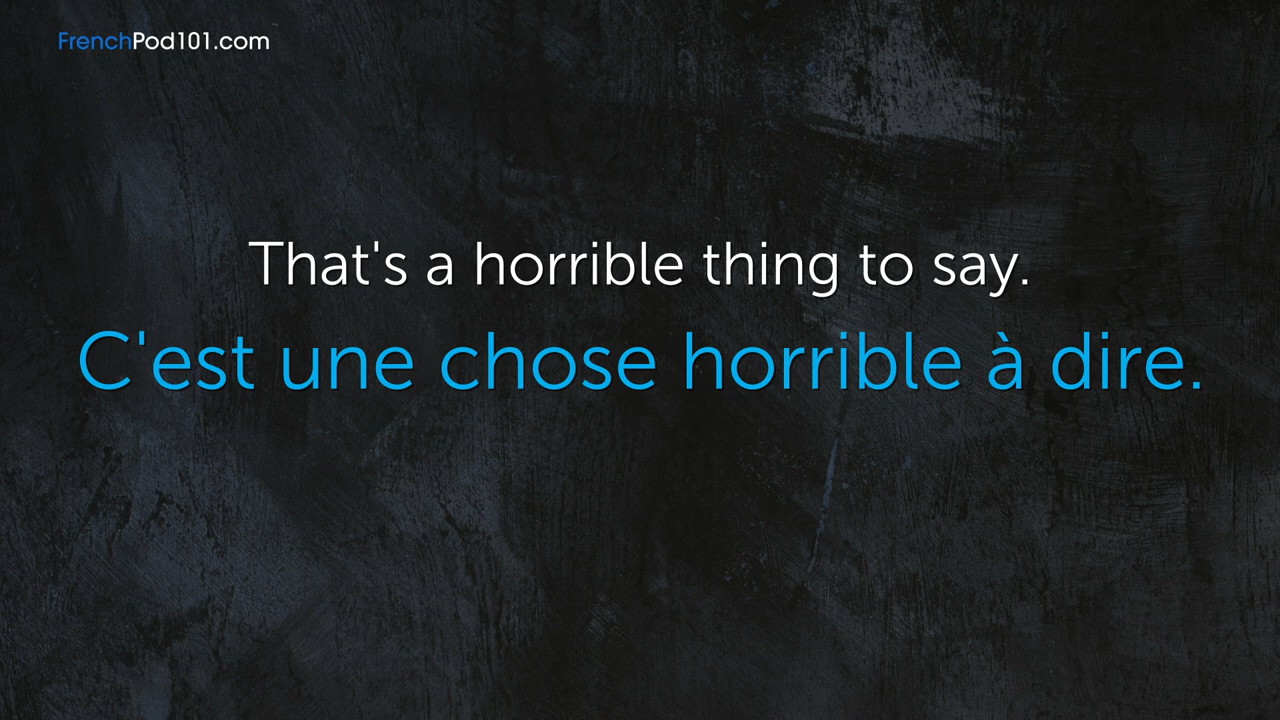 FrenchPod101.com
That's a horrible thing to say.
C'est une chose horrible à dire.